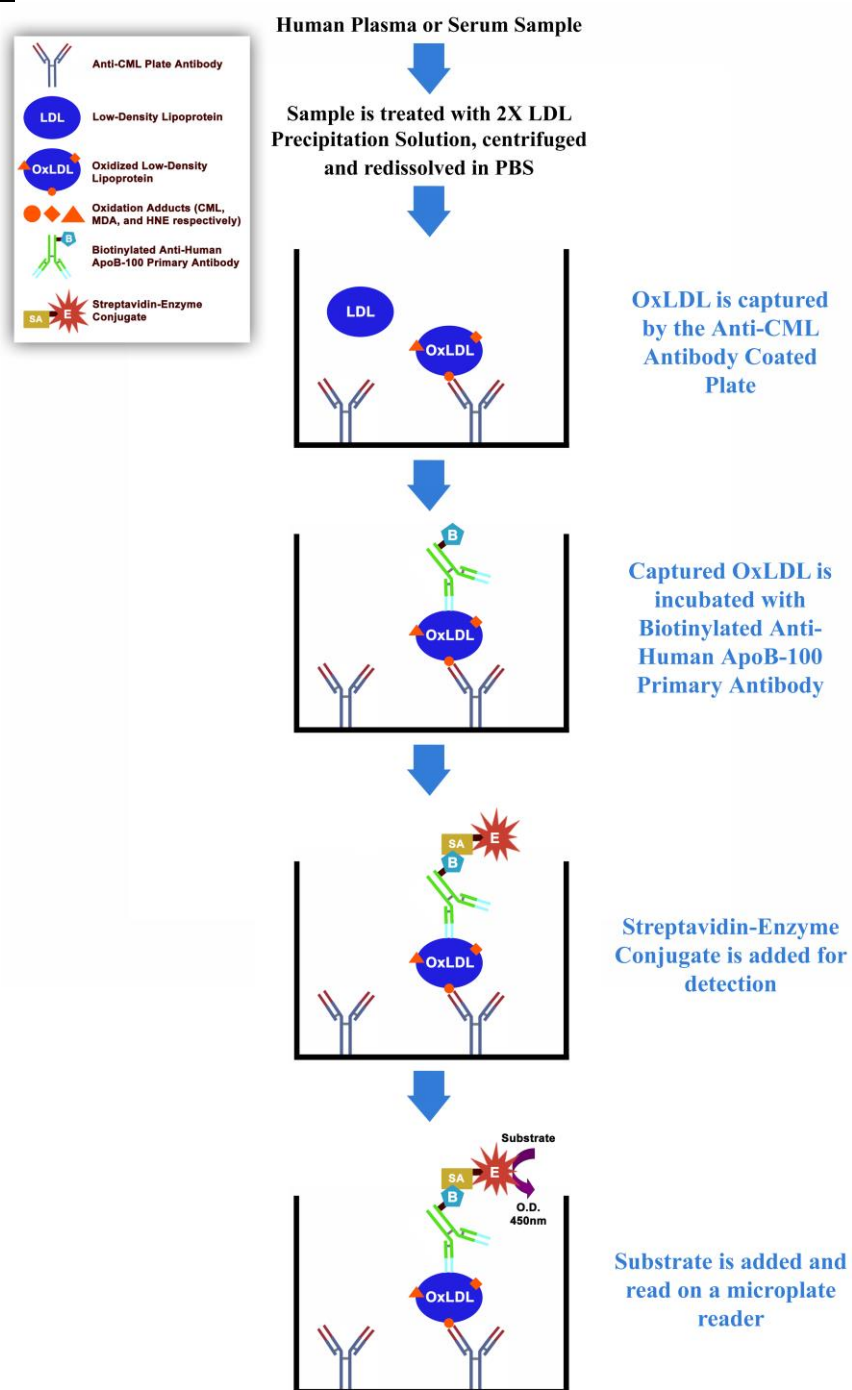 Human Plasma or Serum Sample
Anti-CML Plate Antibody
LDL
Low-Density Lipoprotein
OxLDL
Oxidized Low-Density
Lipoprotein
Oxidation Adducts (CML,
MDA, and HNE respectively)
B
Biotinylated Anti-Human
ApoB-100 Primary Antibody
SA
E
Streptavidin-Enzyme
Conjugate
Sample is treated with 2X LDL
Precipitation Solution, centrifuged
and redissolved in PBS
LDL
OxLDL
OxLDL is captured
by the Anti-CML
Antibody Coated
Plate
B
OxLDL
Captured OxLDL is
incubated with
Biotinylated Anti-
Human ApoB-100
Primary Antibody
SA
E
B
OxLDL
Streptavidin-Enzyme
Conjugate is added for
detection
Substrate
SA
E
B
O.D.
450nm
OxLDL
Substrate is added and
read on a microplate
reader